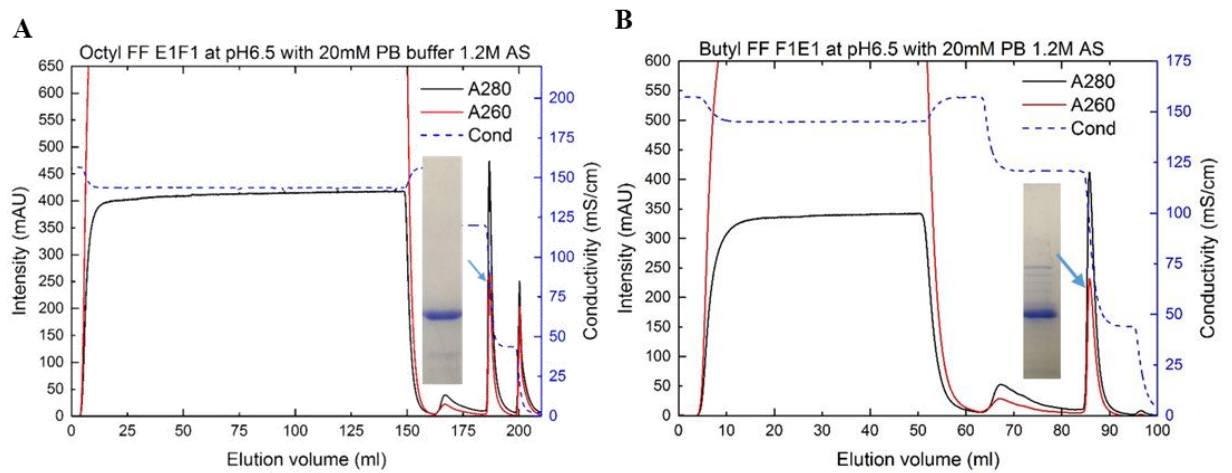 A
Octyl FF E1F1 at pH6.5 with 20mM PB buffer 1.2M AS
650
600
550
500
450
400
350
300
250
200
150
100
50
0
Intensity (mAU)
A280
A260
Cond
200
175
150
125
100
75
50
25
0
Conductivity (mS/cm)
0 25 50 75 100 125 150 175 200
Elution volume (ml)
B
Butyl FF F1E1 at pH6.5 with 20mM PB 1.2M AS
600
550
500
450
400
350
300
250
200
150
100
50
0
Intensity (mAU)
A280
A260
Cond
175
150
125
100
75
50
25
0
Conductivity (mS/cm)
0 10 20 30 40 50 60 70 80 90 100
Elution volume (ml)